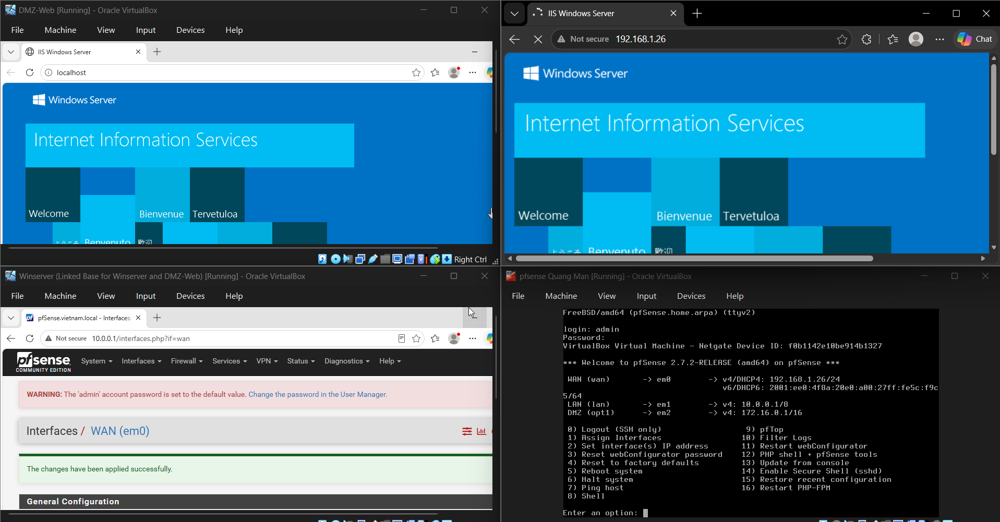 DMZ-Web [Running] - Oracle VirtualBox
File Machine View Input Devices Help
IIS Windows Server
localhost
Windows Server
Internet Information Services
Welcome
Bienvenue
Tervetuloa
ようこそ
Benvenuto
歡迎
Right Ctrl
IIS Windows Server
Not secure 192.168.1.26
Chat
Windows Server
Internet Information Services
Welcome
Bienvenue
Tervetuloa
ようこそ
Benvenuto
歡迎
Winserver (Linked Base for Winserver and DMZ-Web) [Running] - Oracle VirtualBox
File Machine View Input Devices Help
pfSense.vietnam.local - Interfaces:
Not secure 10.0.0.1/interfaces.php?if=wan
pfsense
COMMUNITY EDITION
System Interfaces Firewall Services VPN Status Diagnostics Help
WARNING: The 'admin' account password is set to the default value. Change the password in the User Manager.
Interfaces / WAN (em0)
The changes have been applied successfully.
General Configuration
pfsense Quang Man [Running] - Oracle VirtualBox
File Machine View Input Devices Help
FreeBSD/amd64 (pfSense.home.arpa) (ttyv2)
login: admin
Password:
VirtualBox Virtual Machine - Netgate Device ID: f0b1142e10be914b1327
*** Welcome to pfSense 2.7.2-RELEASE (amd64) on pfSense ***
WAN (wan) -> em0 -> v4/DHCP4: 192.168.1.26/24
v6/DHCP6: 2001:ee0:4f8a:20e0:a00:27ff:fe5c:f9c
5/64
LAN (lan) -> em1 -> v4: 10.0.0.1/8
DMZ (opt1) -> em2 -> v4: 172.16.0.1/16
0) Logout (SSH only) 9) pfTop
1) Assign Interfaces 10) Filter Logs
2) Set interface(s) IP address 11) Restart webConfigurator
3) Reset webConfigurator password 12) PHP shell + pfSense tools
4) Reset to factory defaults 13) Update from console
5) Reboot system 14) Enable Secure Shell (sshd)
6) Halt system 15) Restore recent configuration
7) Ping host 16) Restart PHP-FPM
8) Shell
Enter an option: